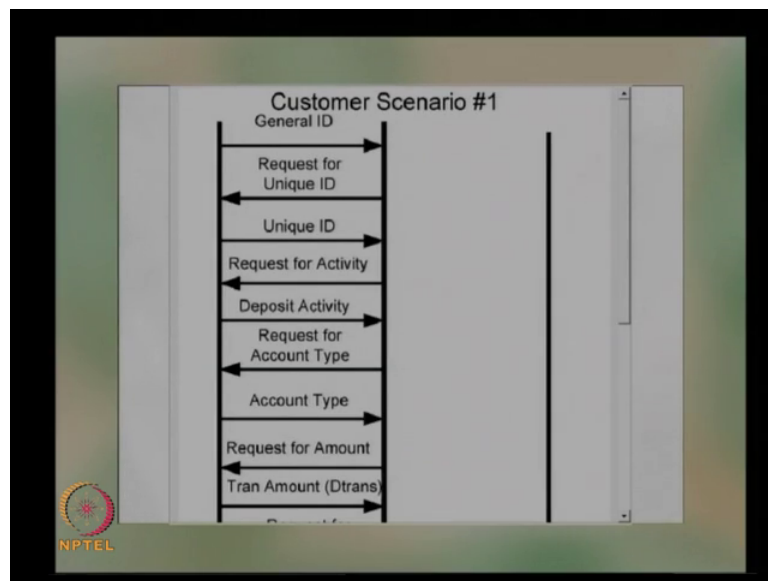 Customer Scenario #1
General ID
Request for
Unique ID
Unique ID
Request for Activity
Deposit Activity
Request for
Account Type
Account Type
Request for Amount
Tran Amount (Dtrans)
NPTEL